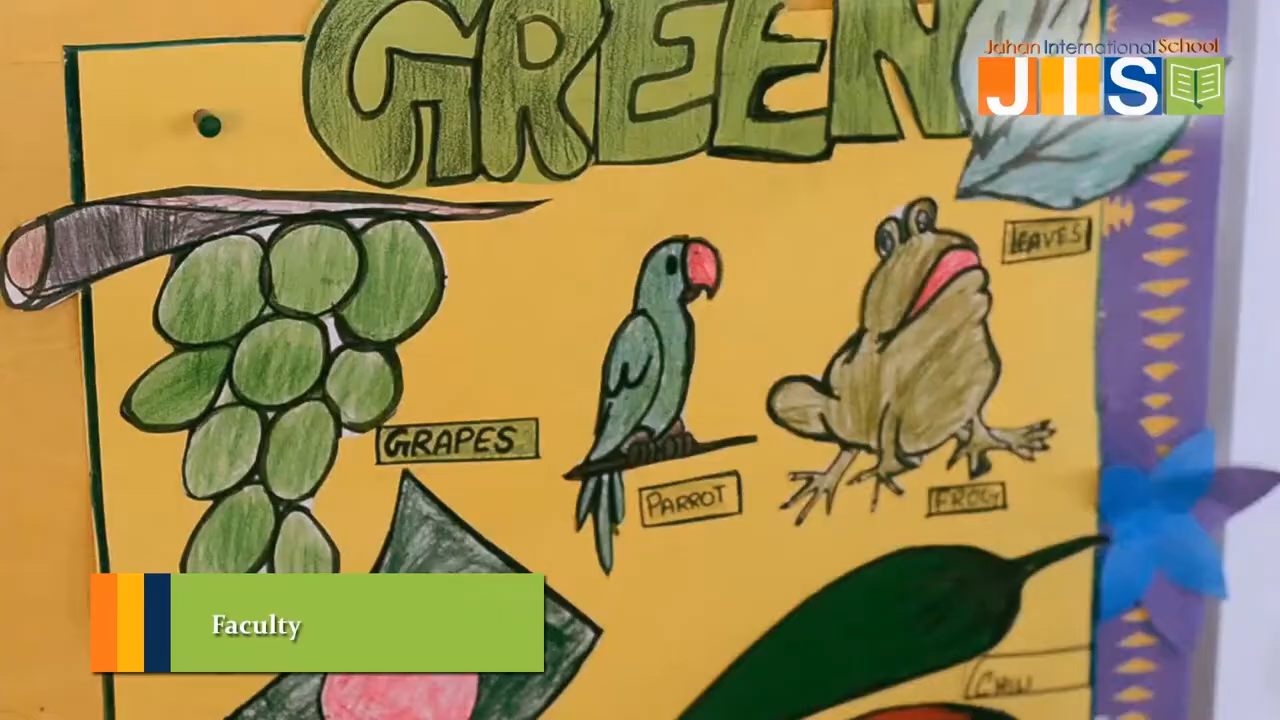 GREEN
Jahan International School
JIS
LEAVES
GRAPES
PARROT
FROG
Faculty
CHILI